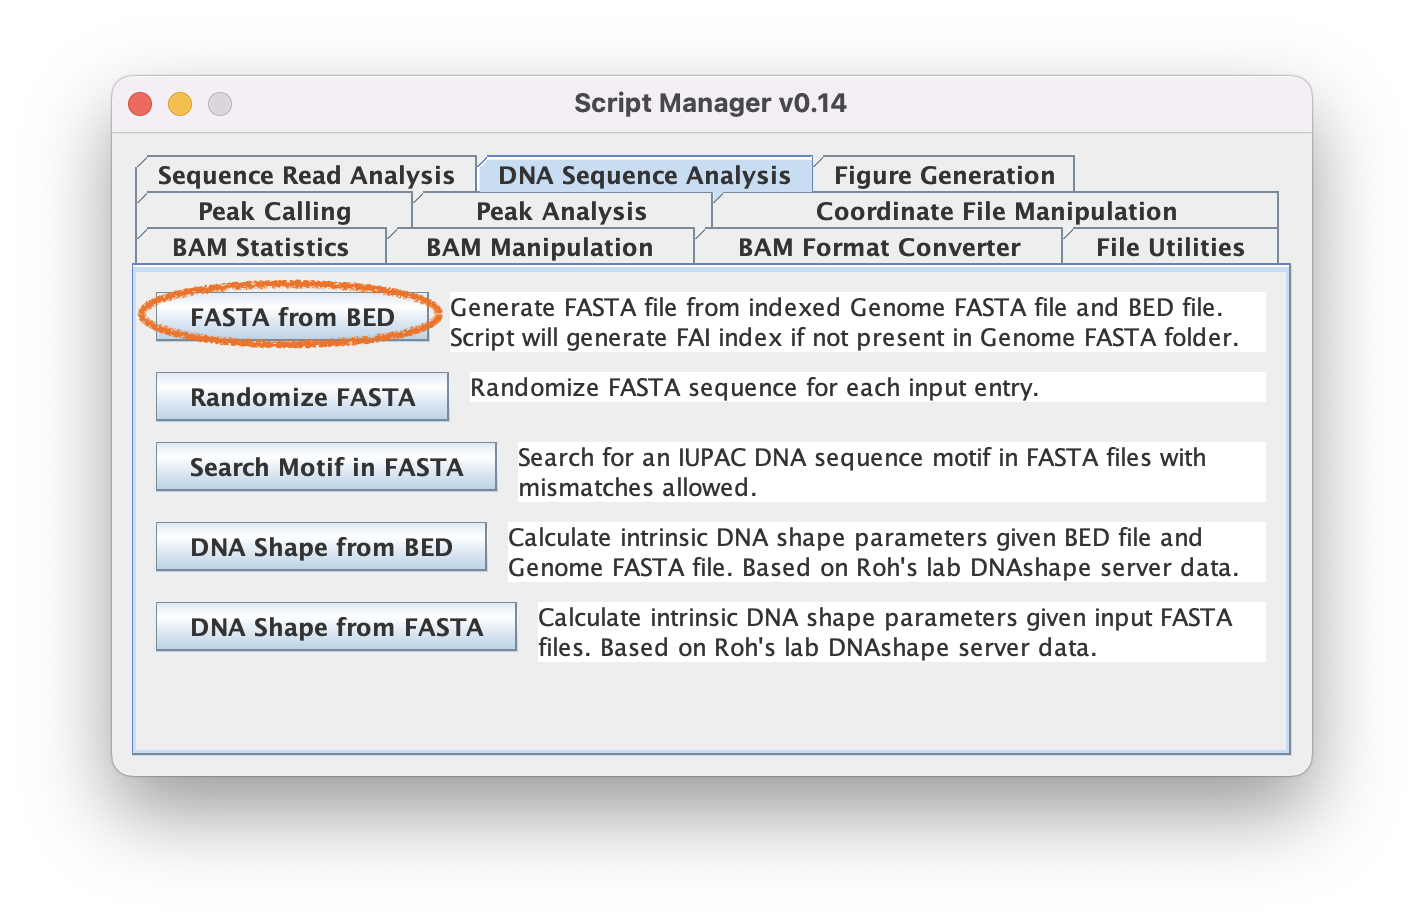 Script Manager v0.14
Sequence Read Analysis
DNA Sequence Analysis
Figure Generation
Peak Calling
Peak Analysis
Coordinate File Manipulation
BAM Statistics
BAM Manipulation
BAM Format Converter
File Utilities
FASTA from BED
Generate FASTA file from indexed Genome FASTA file and BED file.
Script will generate FAI index if not present in Genome FASTA folder.
Randomize FASTA
Randomize FASTA sequence for each input entry.
Search Motif in FASTA
Search for an IUPAC DNA sequence motif in FASTA files with
mismatches allowed.
DNA Shape from BED
Calculate intrinsic DNA shape parameters given BED file and
Genome FASTA file. Based on Roh's lab DNAshape server data.
DNA Shape from FASTA
Calculate intrinsic DNA shape parameters given input FASTA
files. Based on Roh's lab DNAshape server data.